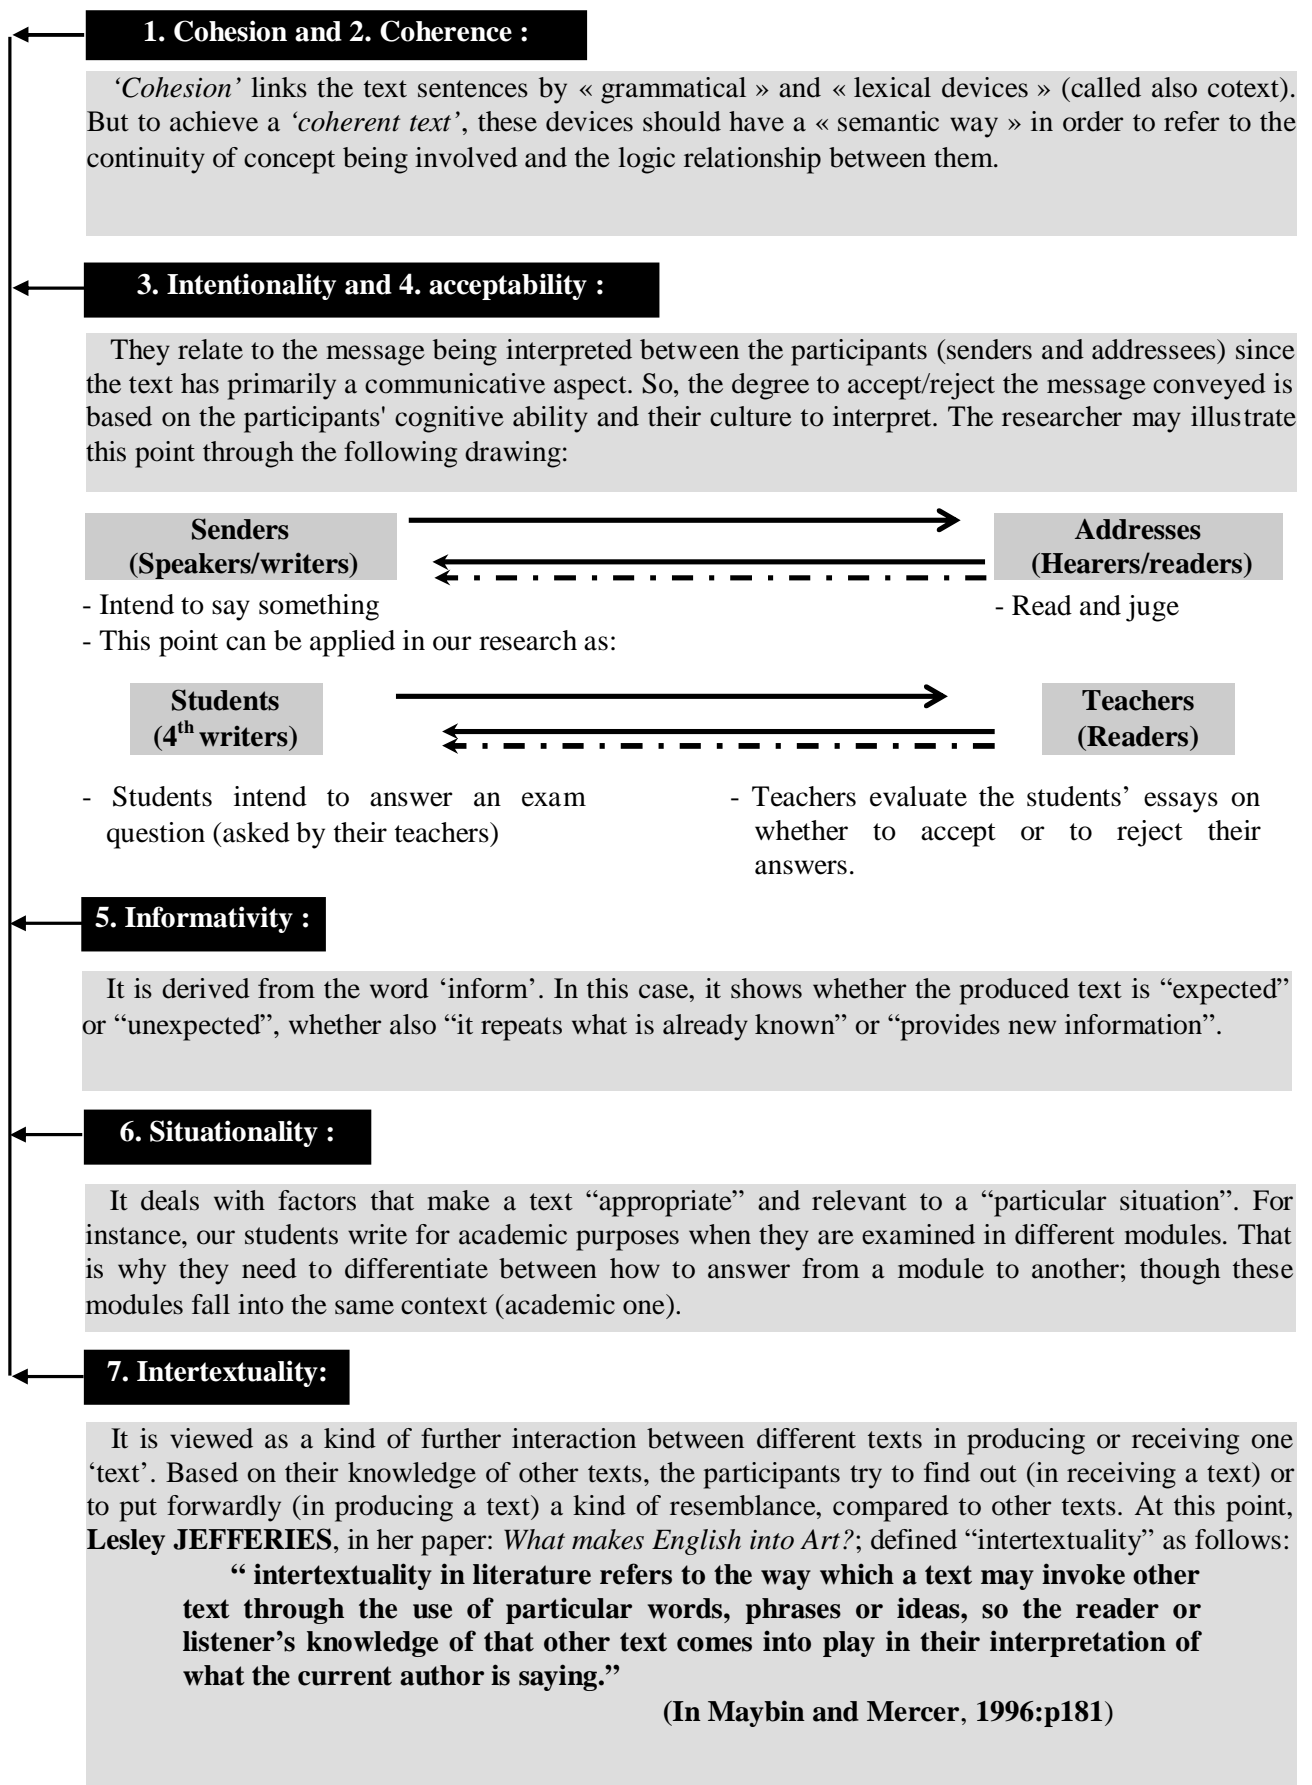 1. Cohesion and 2. Coherence :
‘Cohesion’ links the text sentences by « grammatical » and « lexical devices » (called also cotext).
But to achieve a ‘coherent text’, these devices should have a « semantic way » in order to refer to the
continuity of concept being involved and the logic relationship between them.
3. Intentionality and 4. acceptability :
They relate to the message being interpreted between the participants (senders and addressees) since
the text has primarily a communicative aspect. So, the degree to accept/reject the message conveyed is
based on the participants' cognitive ability and their culture to interpret. The researcher may illustrate
this point through the following drawing:
Senders
(Speakers/writers)
Addresses
(Hearers/readers)
- Intend to say something
- Read and juge
- This point can be applied in our research as:
Students
(4th writers)
Teachers
(Readers)
- Students intend to answer an exam
question (asked by their teachers)
- Teachers evaluate the students’ essays on
whether to accept or to reject their
answers.
5. Informativity :
It is derived from the word ‘inform’. In this case, it shows whether the produced text is “expected”
or “unexpected”, whether also “it repeats what is already known” or “provides new information”.
6. Situationality :
It deals with factors that make a text “appropriate” and relevant to a “particular situation”. For
instance, our students write for academic purposes when they are examined in different modules. That
is why they need to differentiate between how to answer from a module to another; though these
modules fall into the same context (academic one).
7. Intertextuality:
It is viewed as a kind of further interaction between different texts in producing or receiving one
‘text’. Based on their knowledge of other texts, the participants try to find out (in receiving a text) or
to put forwardly (in producing a text) a kind of resemblance, compared to other texts. At this point,
Lesley JEFFERIES, in her paper: What makes English into Art?; defined “intertextuality” as follows:
“ intertextuality in literature refers to the way which a text may invoke other
text through the use of particular words, phrases or ideas, so the reader or
listener’s knowledge of that other text comes into play in their interpretation of
what the current author is saying.”
(In Maybin and Mercer, 1996:p181)